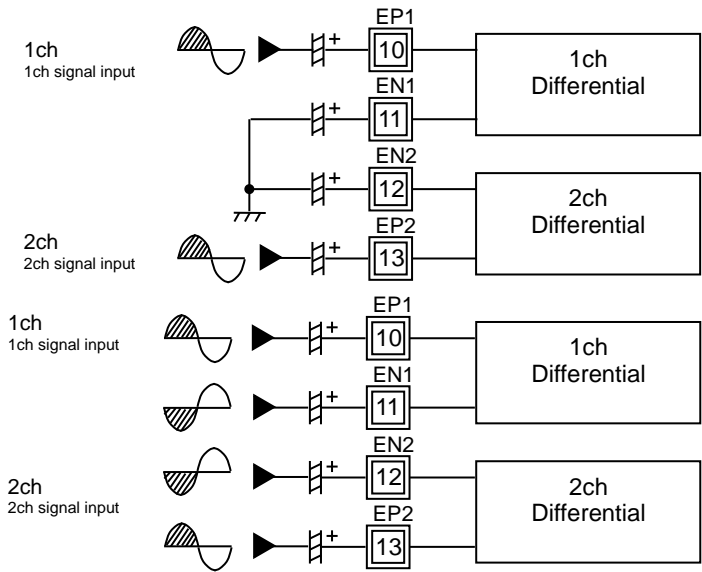 EP1
1ch
1ch signal input
+
10
1ch
Differential
EN1
+
11
EN2
+
12
2ch
Differential
EP2
2ch
2ch signal input
+
13
EP1
1ch
1ch signal input
+
10
1ch
Differential
EN1
+
11
EN2
+
12
2ch
2ch signal input
2ch
Differential
EP2
+
13